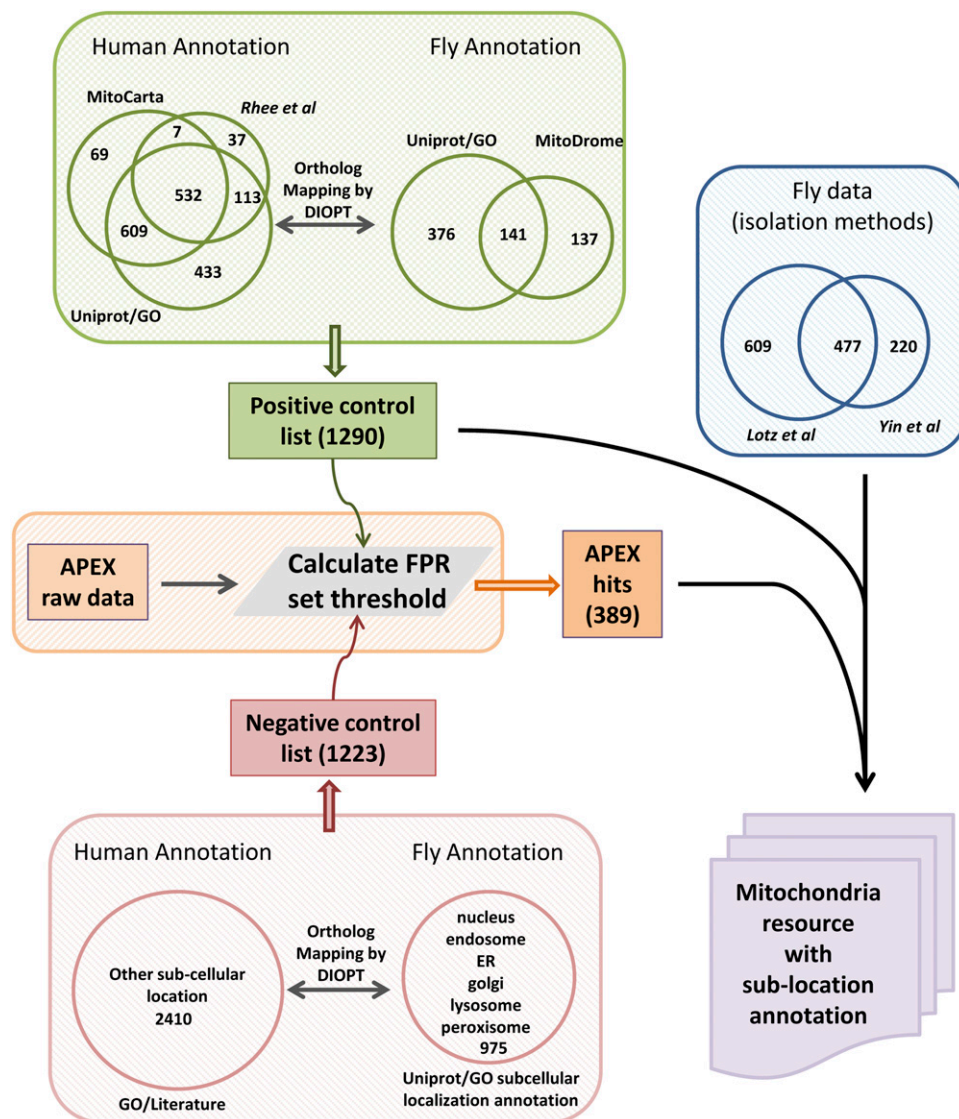 Human Annotation
Fly Annotation
MitoCarta
Rhee et al
7
37
69
532
113
609
433
Uniprot/GO
Ortholog
Mapping by
DIOPT
Uniprot/GO
MitoDrome
376
141
137
Fly data
(isolation methods)
609
477
220
Lotz et al
Yin et al
Positive control
list (1290)
APEX
raw data
Calculate FPR
set threshold
APEX
hits
(389)
Negative control
list (1223)
Human Annotation
Fly Annotation
Other sub-cellular
location
2410
GO/Literature
Ortholog
Mapping by
DIOPT
nucleus
endosome
ER
golgi
lysosome
peroxisome
975
Uniprot/GO subcellular
localization annotation
Mitochondria
resource
with
sub-location
annotation